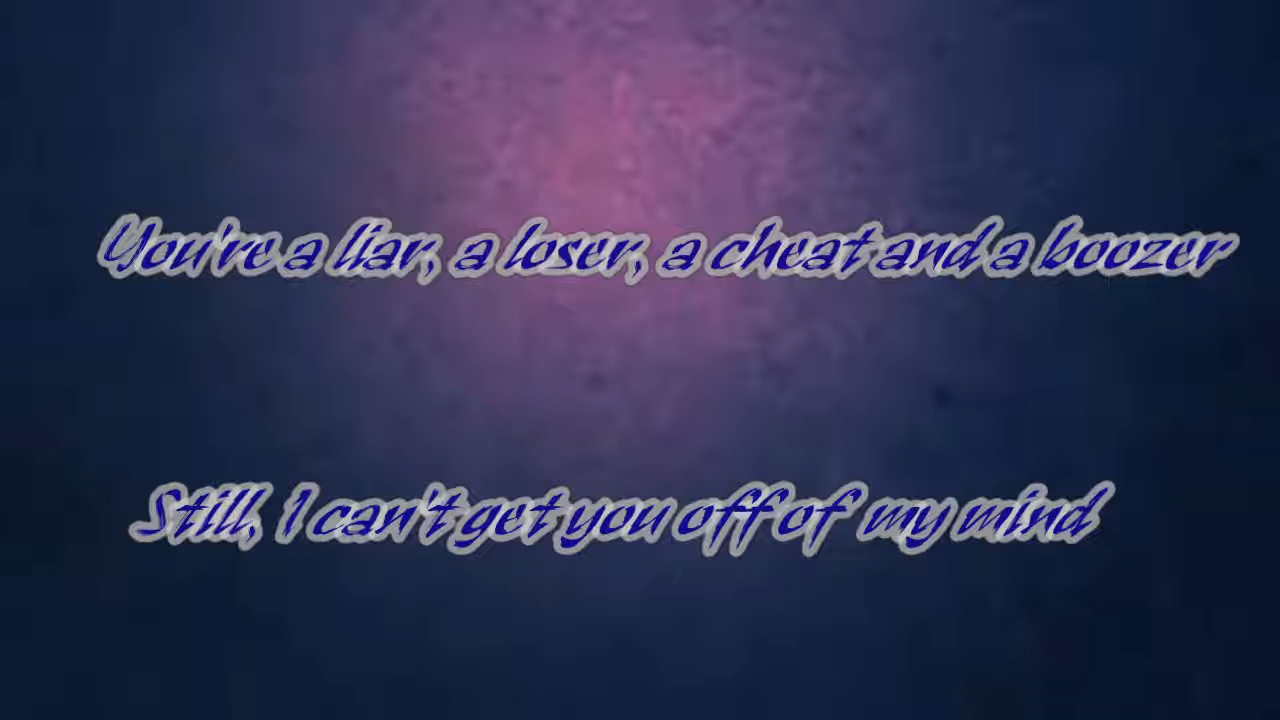 You're a liar, a loser, a cheat and a boozer
Still, I can't get you off of my mind